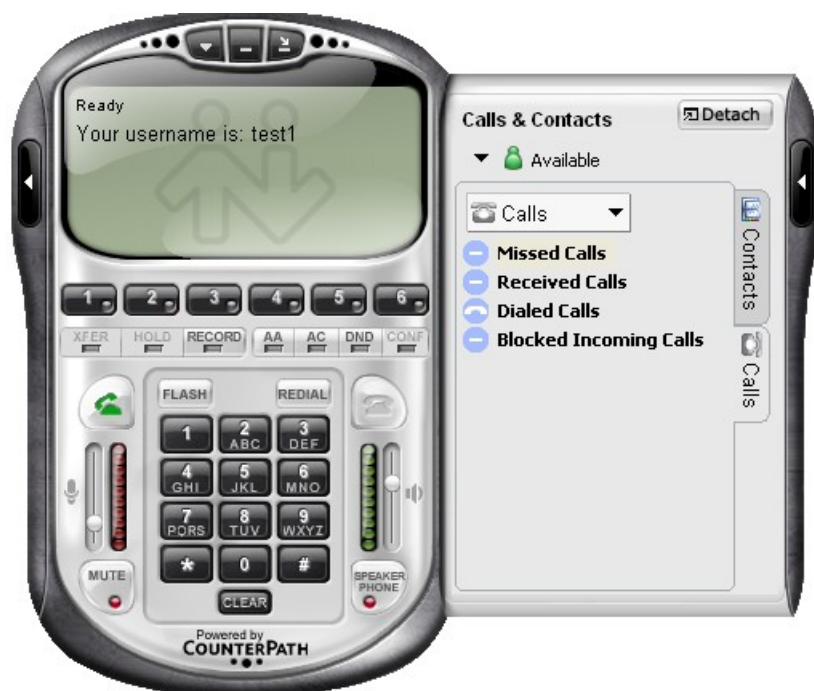 Ready
Your username is: test1
1 2 3 4 5 6
XFER HOLD RECORD AA AC DND CONF
FLASH REDIAL
1 2 3
ABC DEF
4 5 6
GHI JKL MNO
7 8 9
PQRS TUV WXYZ
* 0 #
MUTE
SPEAKER
PHONE
CLEAR
Powered by
COUNTERPATH
Calls & Contacts
Detach
Available
Calls
Missed Calls
Received Calls
Dialed Calls
Blocked Incoming Calls
Contacts
Calls